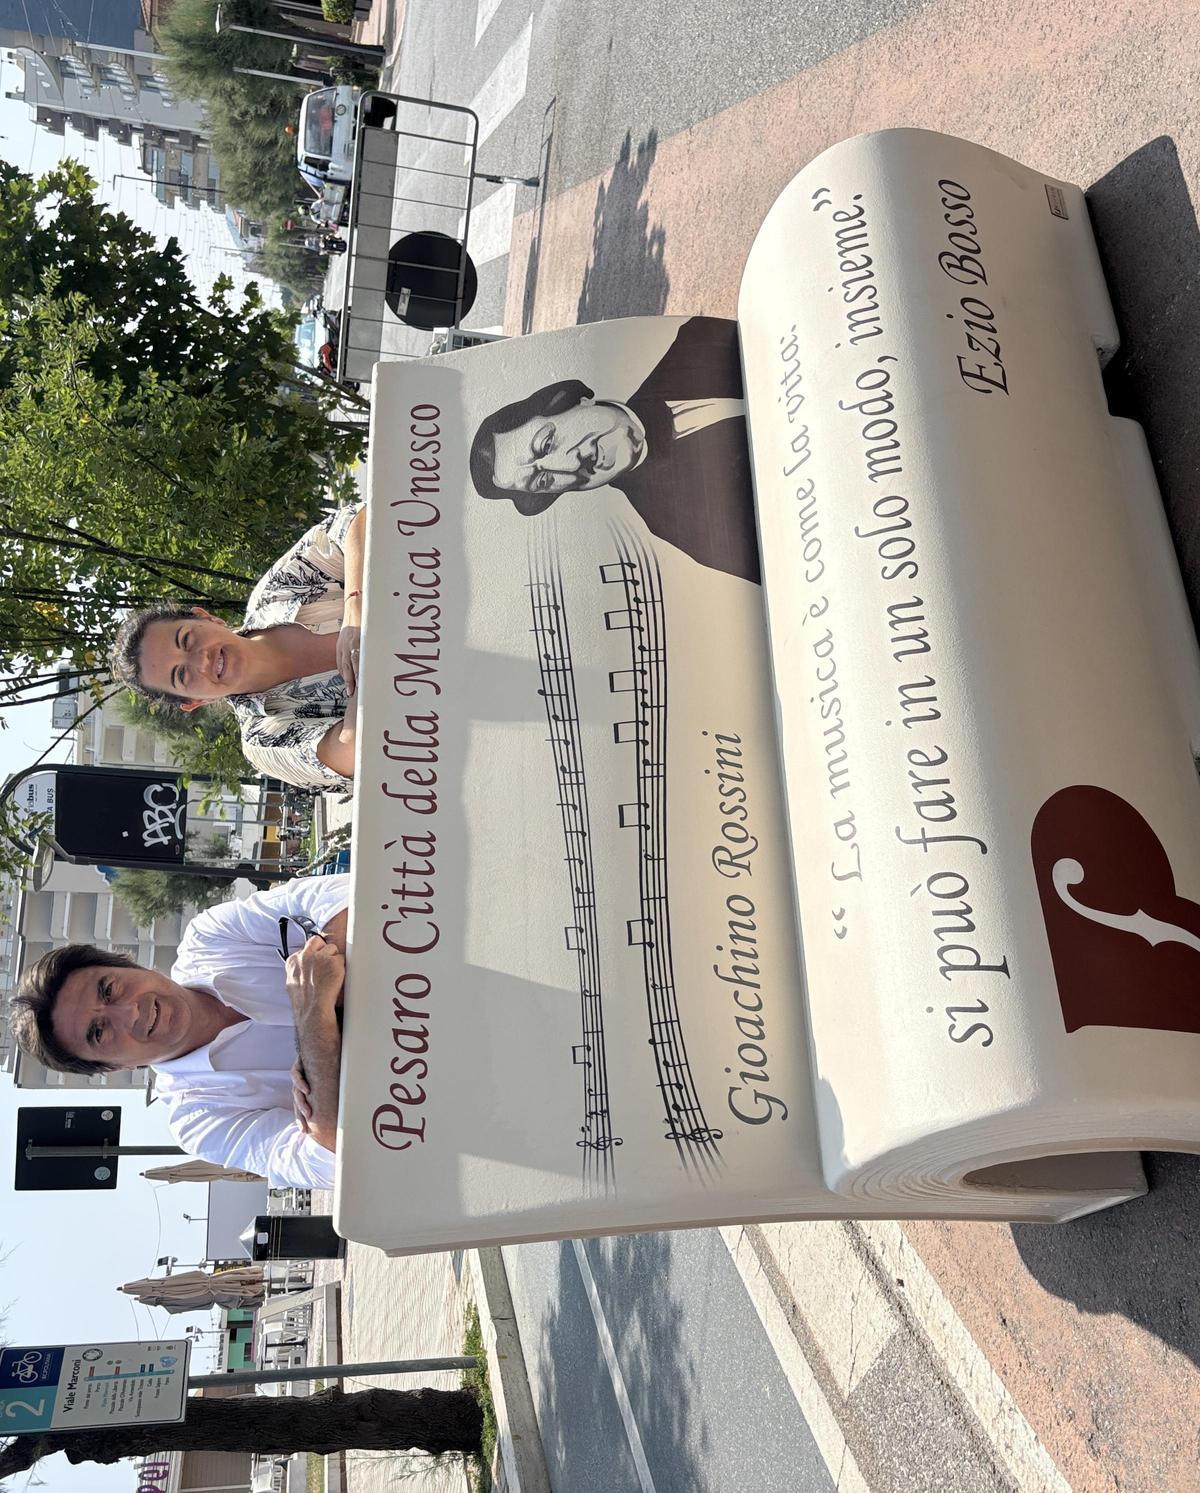 Pesaro Città della Musica Unesco
Gioachino Rossini
“La musica è come la vita:
si può fare in un solo modo, insieme.”
Ezio Bosso
ABC
2
BICIPOLITANA
Viale Marconi